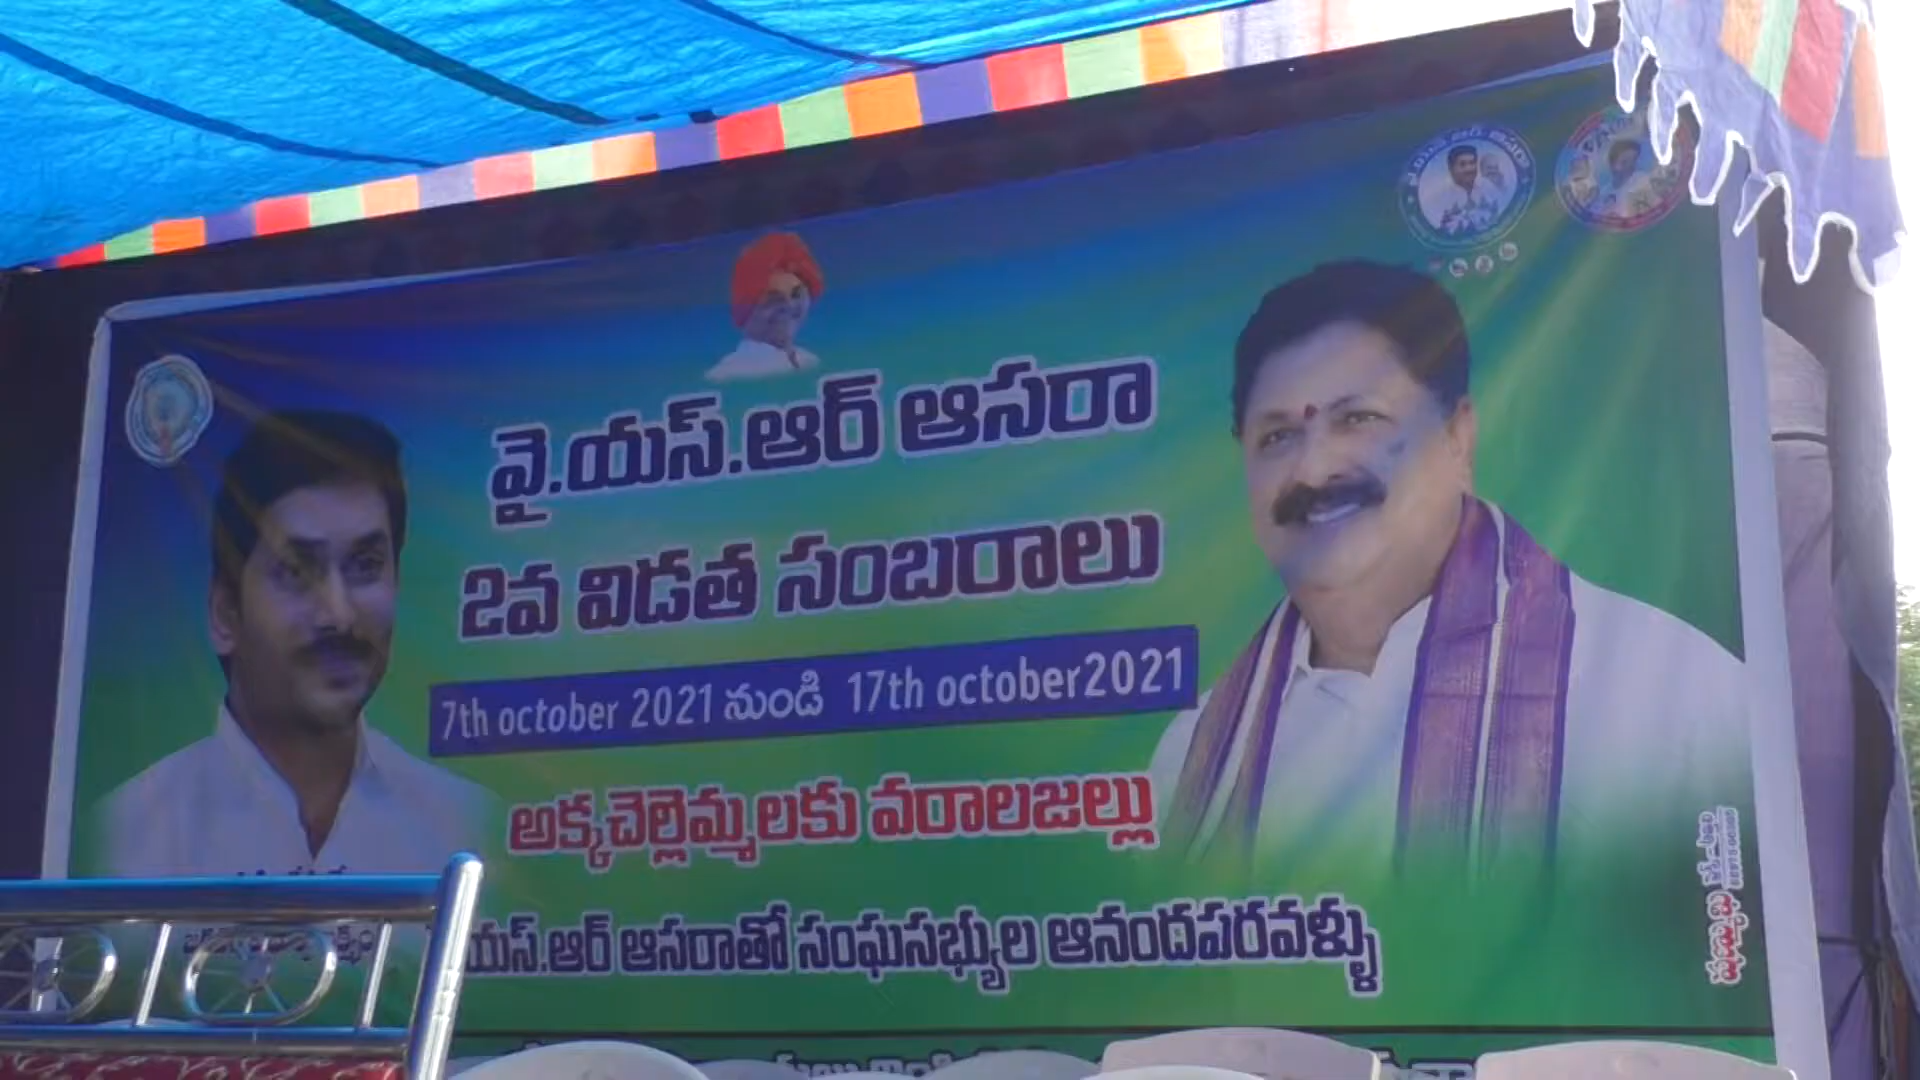 వై.యస్.ఆర్ ఆసరా
2వ విడత సంబరాలు
7th october 2021 నుండి 17th october2021
అక్కచెల్లెమ్మలకు వరాలజల్లు
యస్.ఆర్ ఆసరాతో సంఘసభ్యుల ఆనందపరవళ్ళు